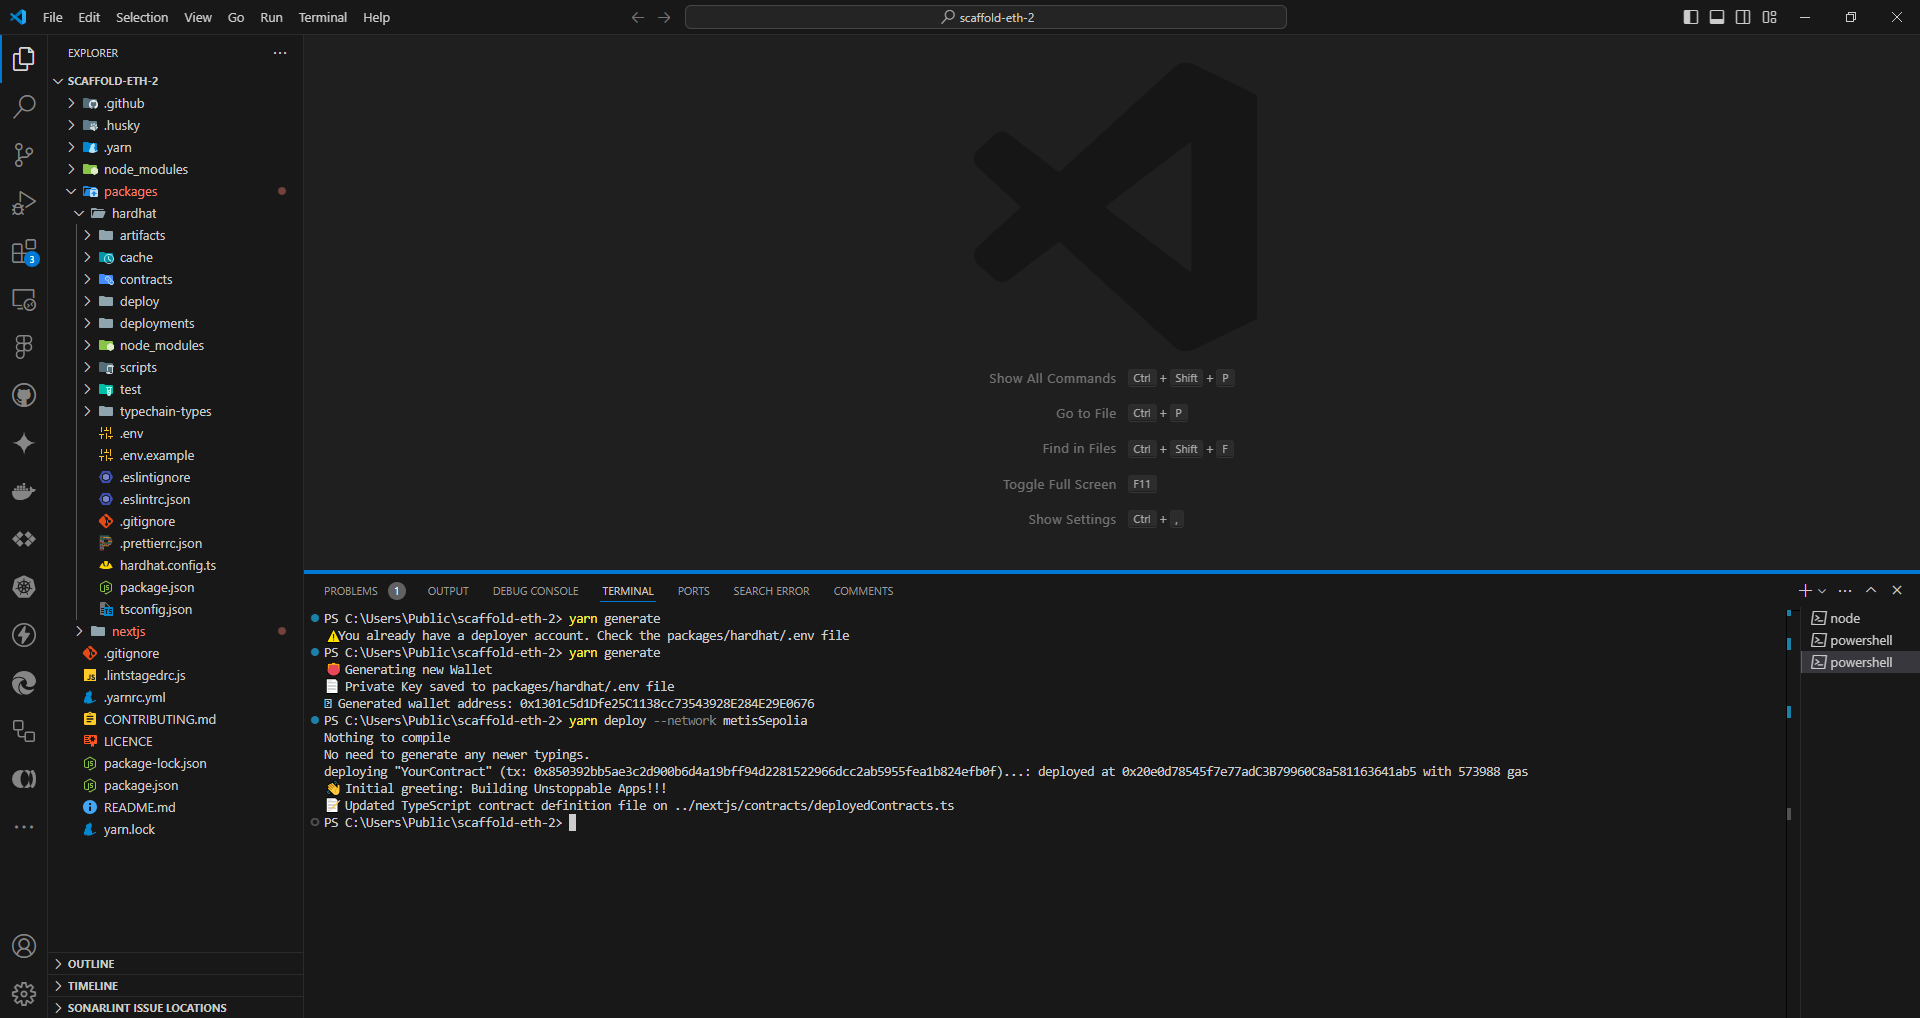 File Edit Selection View Go Run Terminal Help
scaffold-eth-2
EXPLORER
SCAFFOLD-ETH-2
.github
.husky
.yarn
node_modules
packages
hardhat
artifacts
cache
contracts
deploy
deployments
node_modules
scripts
test
typechain-types
.env
.env.example
.eslintignore
.eslintrc.json
.gitignore
.prettierrc.json
hardhat.config.ts
package.json
tsconfig.json
nextjs
.gitignore
.lintstagedrc.js
.yarnrc.yml
CONTRIBUTING.md
LICENCE
package-lock.json
package.json
README.md
yarn.lock
OUTLINE
TIMELINE
SONARLINT ISSUE LOCATIONS
3
Show All Commands Ctrl + Shift + P
Go to File Ctrl + P
Find in Files Ctrl + Shift + F
Toggle Full Screen F11
Show Settings Ctrl + ,
PROBLEMS 1 OUTPUT DEBUG CONSOLE TERMINAL PORTS SEARCH ERROR COMMENTS
PS C:\Users\Public\scaffold-eth-2> yarn generate
⚠️You already have a deployer account. Check the packages/hardhat/.env file
PS C:\Users\Public\scaffold-eth-2> yarn generate
👛 Generating new Wallet
📄 Private Key saved to packages/hardhat/.env file
Generated wallet address: 0x1301c5d1Dfe25C1138cc73543928E284E29E0676
PS C:\Users\Public\scaffold-eth-2> yarn deploy --network metisSepolia
Nothing to compile
No need to generate any newer typings.
deploying "YourContract" (tx: 0x850392bb5ae3c2d900b6d4a19bff94d2281522966dcc2ab5955fea1b824efb0f)...: deployed at 0x20e0d78545f7e77adC3B79960C8a581163641ab5 with 573988 gas
👋 Initial greeting: Building Unstoppable Apps!!!
📝 Updated TypeScript contract definition file on ../nextjs/contracts/deployedContracts.ts
PS C:\Users\Public\scaffold-eth-2>
node
powershell
powershell